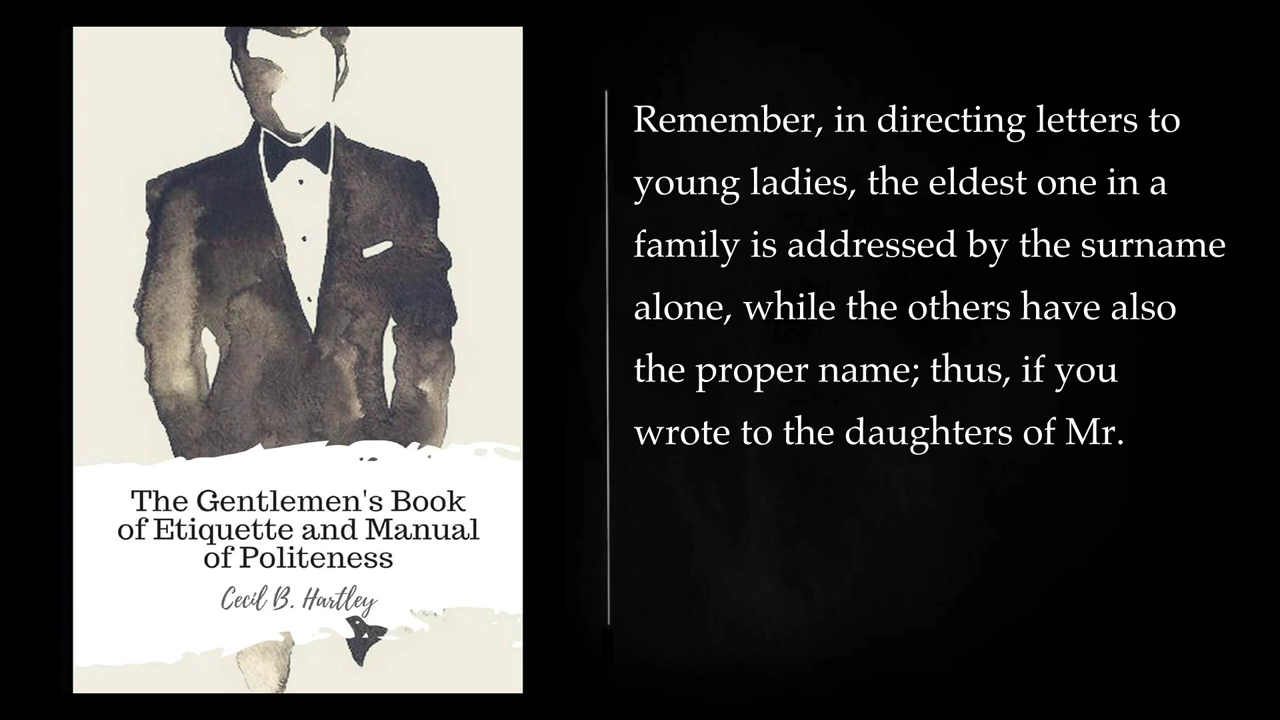 The Gentlemen's Book
of Etiquette and Manual
of Politeness
Cecil B. Hartley
Remember, in directing letters to
young ladies, the eldest one in a
family is addressed by the surname
alone, while the others have also
the proper name; thus, if you
wrote to the daughters of Mr.